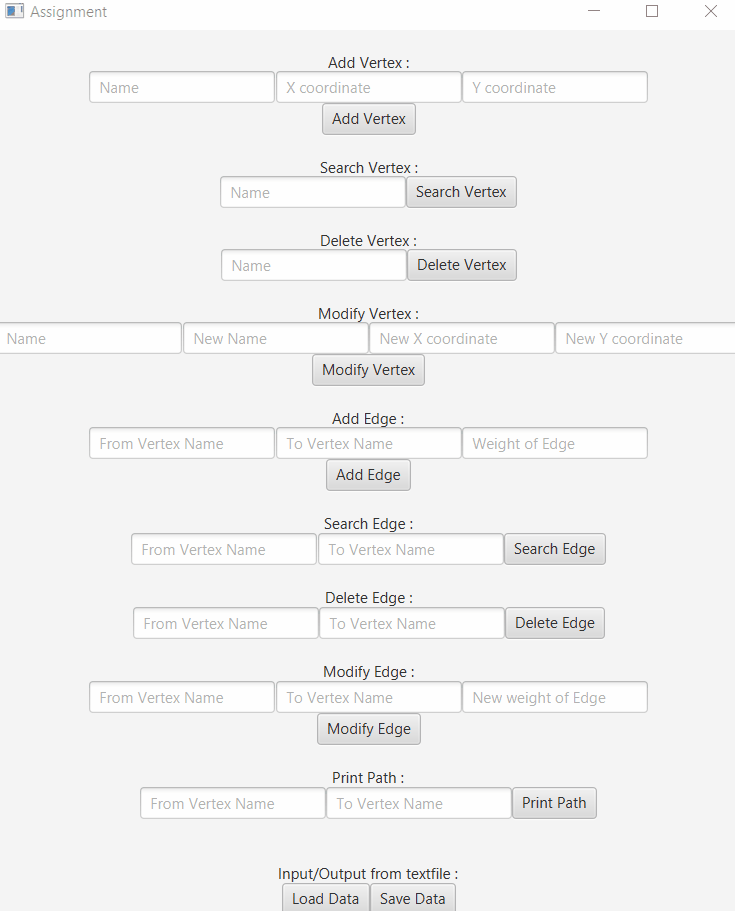 Assignment
Add Vertex :
Name X coordinate Y coordinate
Add Vertex
Search Vertex :
Name Search Vertex
Delete Vertex :
Name Delete Vertex
Modify Vertex :
Name New Name New X coordinate New Y coordinate
Modify Vertex
Add Edge :
From Vertex Name To Vertex Name Weight of Edge
Add Edge
Search Edge :
From Vertex Name To Vertex Name Search Edge
Delete Edge :
From Vertex Name To Vertex Name Delete Edge
Modify Edge :
From Vertex Name To Vertex Name New weight of Edge
Modify Edge
Print Path :
From Vertex Name To Vertex Name Print Path
Input/Output from textfile :
Load Data Save Data